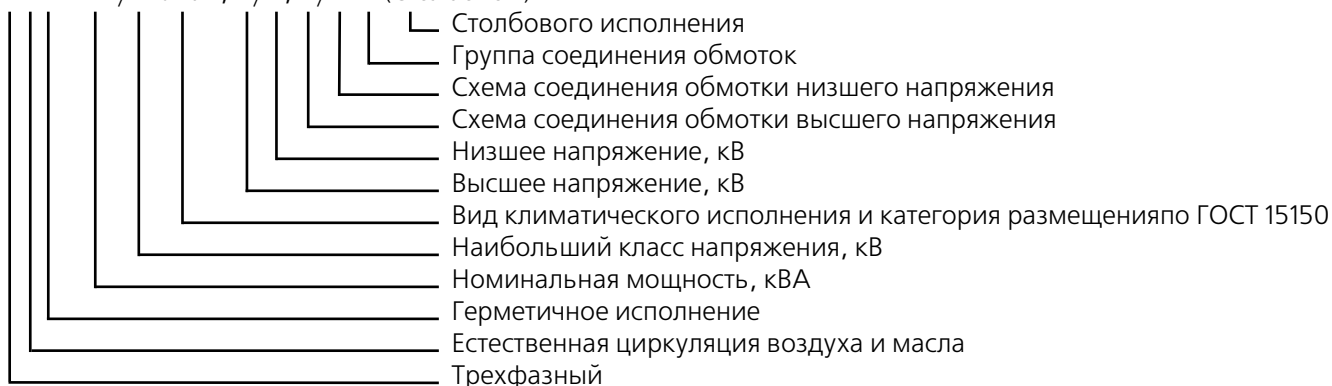 Столбового исполнения
Группа соединения обмоток
Схема соединения обмотки низшего напряжения
Схема соединения обмотки высшего напряжения
Низшее напряжение, кВ
Высшее напряжение, кВ
Вид климатического исполнения и категория размещенияпо ГОСТ 15150
Наибольший класс напряжения, кВ
Номинальная мощность, кВА
Герметичное исполнение
Естественная циркуляция воздуха и масла
Трехфазный